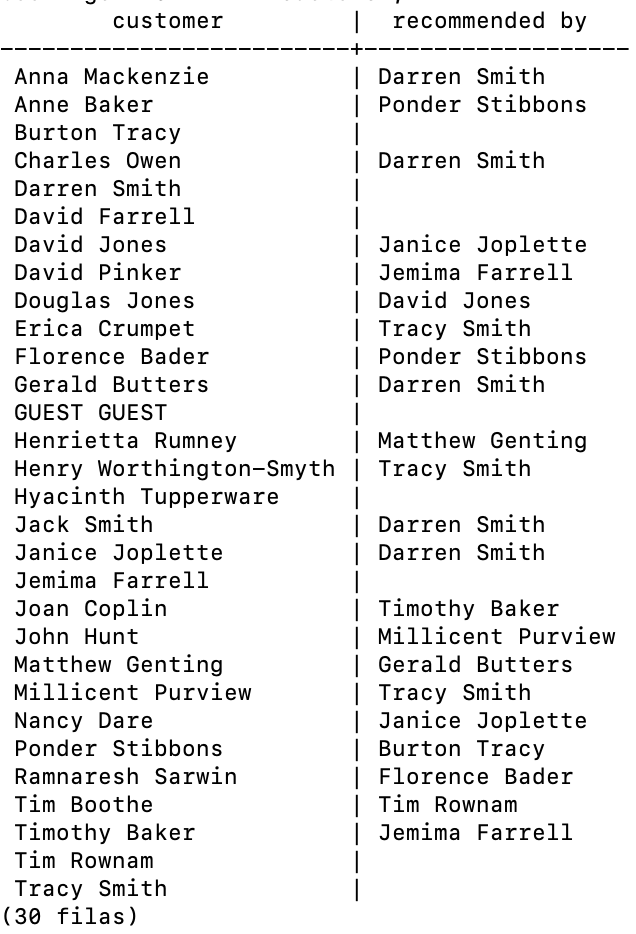 customer | recommended by
---------------------------+--------------------
Anna Mackenzie | Darren Smith
Anne Baker | Ponder Stibbons
Burton Tracy |
Charles Owen | Darren Smith
Darren Smith |
David Farrell |
David Jones | Janice Joplette
David Pinker | Jemima Farrell
Douglas Jones | David Jones
Erica Crumpet | Tracy Smith
Florence Bader | Ponder Stibbons
Gerald Butters | Darren Smith
GUEST GUEST |
Henrietta Rumney | Matthew Genting
Henry Worthington-Smyth | Tracy Smith
Hyacinth Tupperware |
Jack Smith | Darren Smith
Janice Joplette | Darren Smith
Jemima Farrell |
Joan Coplin | Timothy Baker
John Hunt | Millicent Purview
Matthew Genting | Gerald Butters
Millicent Purview | Tracy Smith
Nancy Dare | Janice Joplette
Ponder Stibbons | Burton Tracy
Ramnaresh Sarwin | Florence Bader
Tim Boothe | Tim Rownam
Timothy Baker | Jemima Farrell
Tim Rownam |
Tracy Smith |
(30 filas)